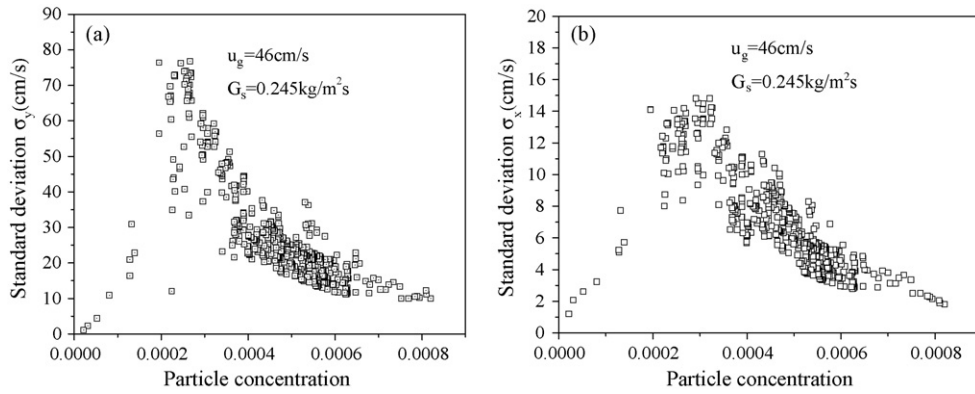 (a)
u_g=46cm/s
G_s=0.245kg/m²s
Standard deviation σ_y(cm/s)
90
80
70
60
50
40
30
20
10
0
0.0000 0.0002 0.0004 0.0006 0.0008
Particle concentration
(b)
u_g=46cm/s
G_s=0.245kg/m²s
Standard deviation σ_x(cm/s)
20
18
16
14
12
10
8
6
4
2
0
0.0000 0.0002 0.0004 0.0006 0.0008
Particle concentration